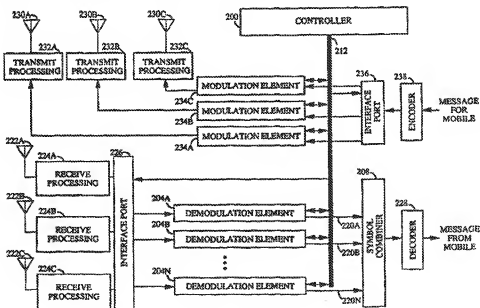 230A
230B
230C
200
CONTROLLER
212
232A
232B
232C
TRANSMIT
PROCESSING
TRANSMIT
PROCESSING
TRANSMIT
PROCESSING
236
238
MODULATION ELEMENT
234C
MODULATION ELEMENT
234B
MODULATION ELEMENT
234A
INTERFACE
PORT
ENCODER
MESSAGE
FOR
MOBILE
222A
224A
226
RECEIVE
PROCESSING
222B
224B
RECEIVE
PROCESSING
222C
224C
RECEIVE
PROCESSING
INTERFACE PORT
204A
DEMODULATION ELEMENT
204B
220A
DEMODULATION ELEMENT
220B
204N
DEMODULATION ELEMENT
220N
208
SYMBOL
COMBINER
228
DECODER
MESSAGE
FROM
MOBILE